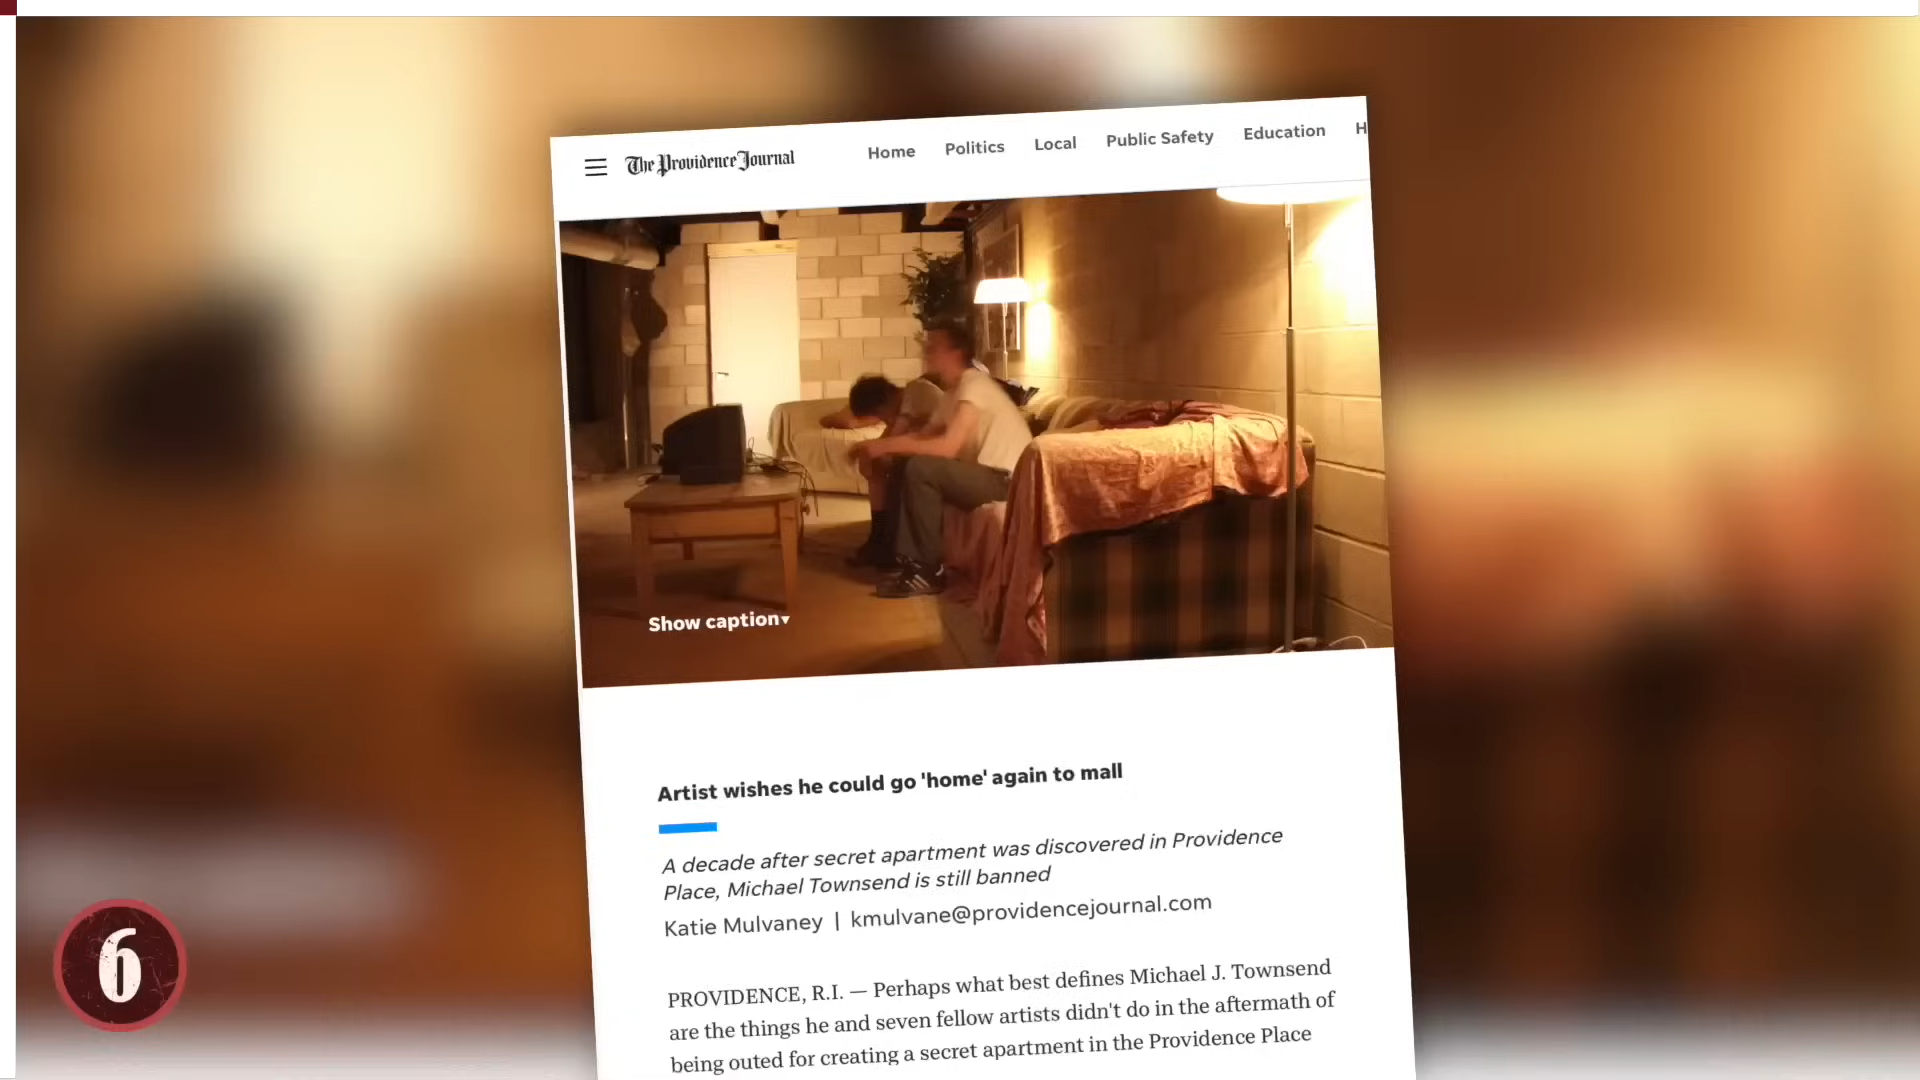 The Providence Journal
Home Politics Local Public Safety Education H
Show caption
Artist wishes he could go 'home' again to mall
A decade after secret apartment was discovered in Providence
Place, Michael Townsend is still banned
Katie Mulvaney | kmulvane@providencejournal.com
PROVIDENCE, R.I. — Perhaps what best defines Michael J. Townsend
are the things he and seven fellow artists didn't do in the aftermath of
being outed for creating a secret apartment in the Providence Place
6